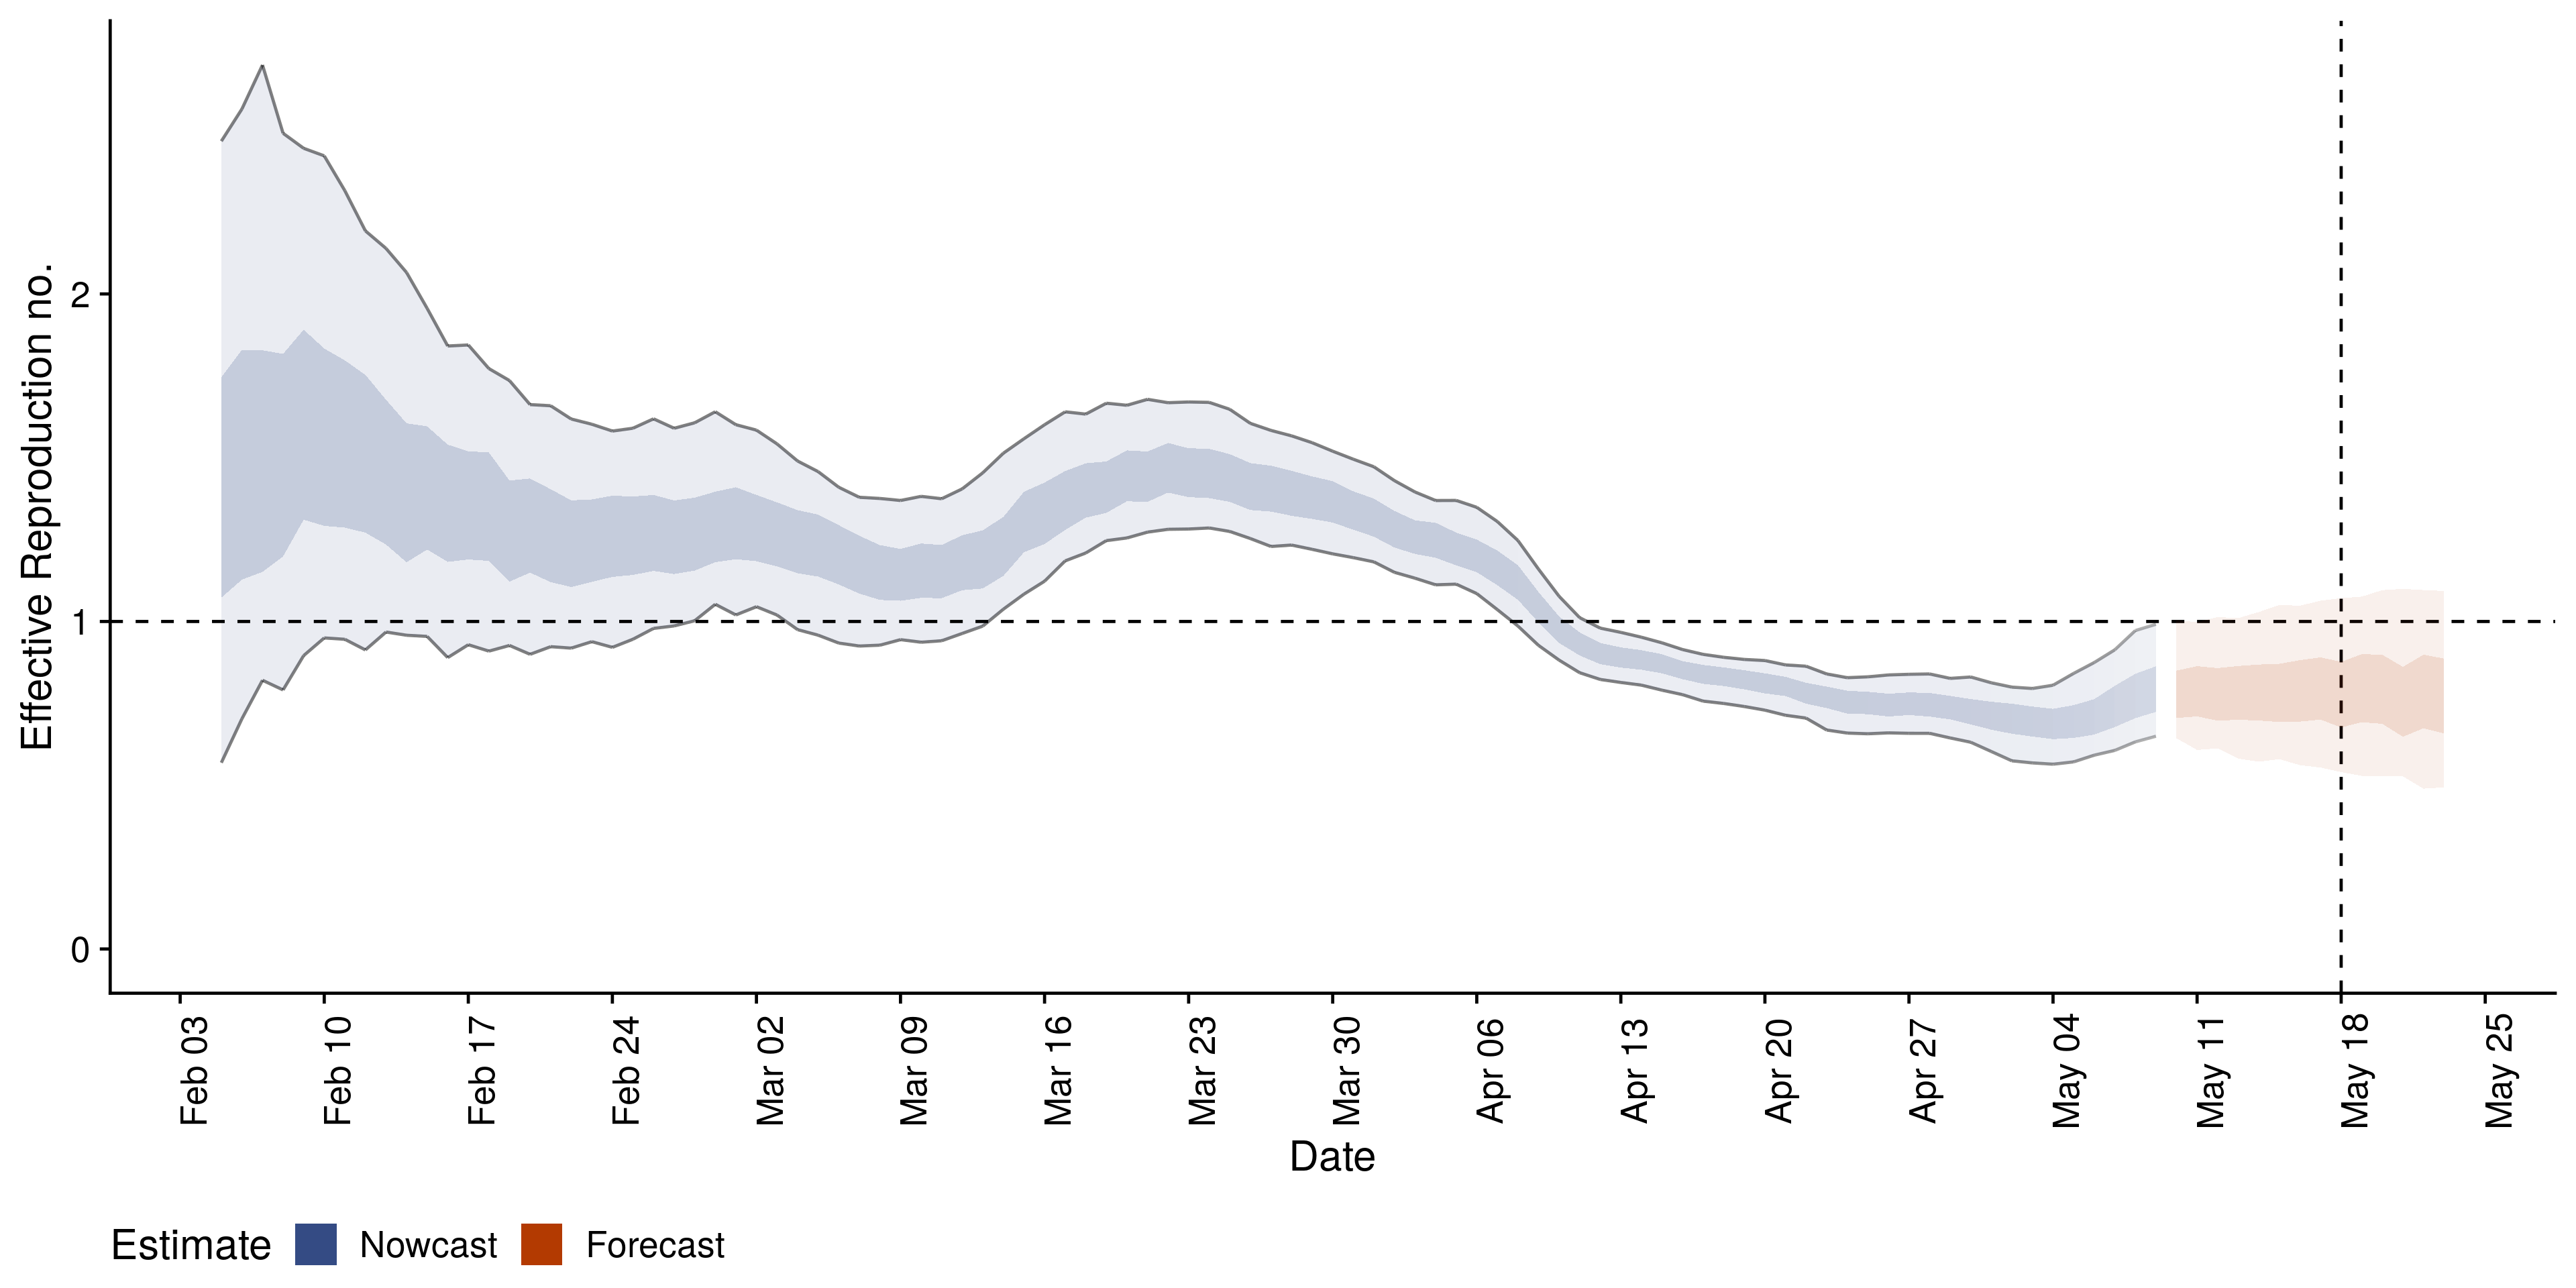 Effective Reproduction no.
2
1
0
Feb 03
Feb 10
Feb 17
Feb 24
Mar 02
Mar 09
Mar 16
Mar 23
Mar 30
Apr 06
Apr 13
Apr 20
Apr 27
May 04
May 11
May 18
May 25
Date
Estimate Nowcast Forecast